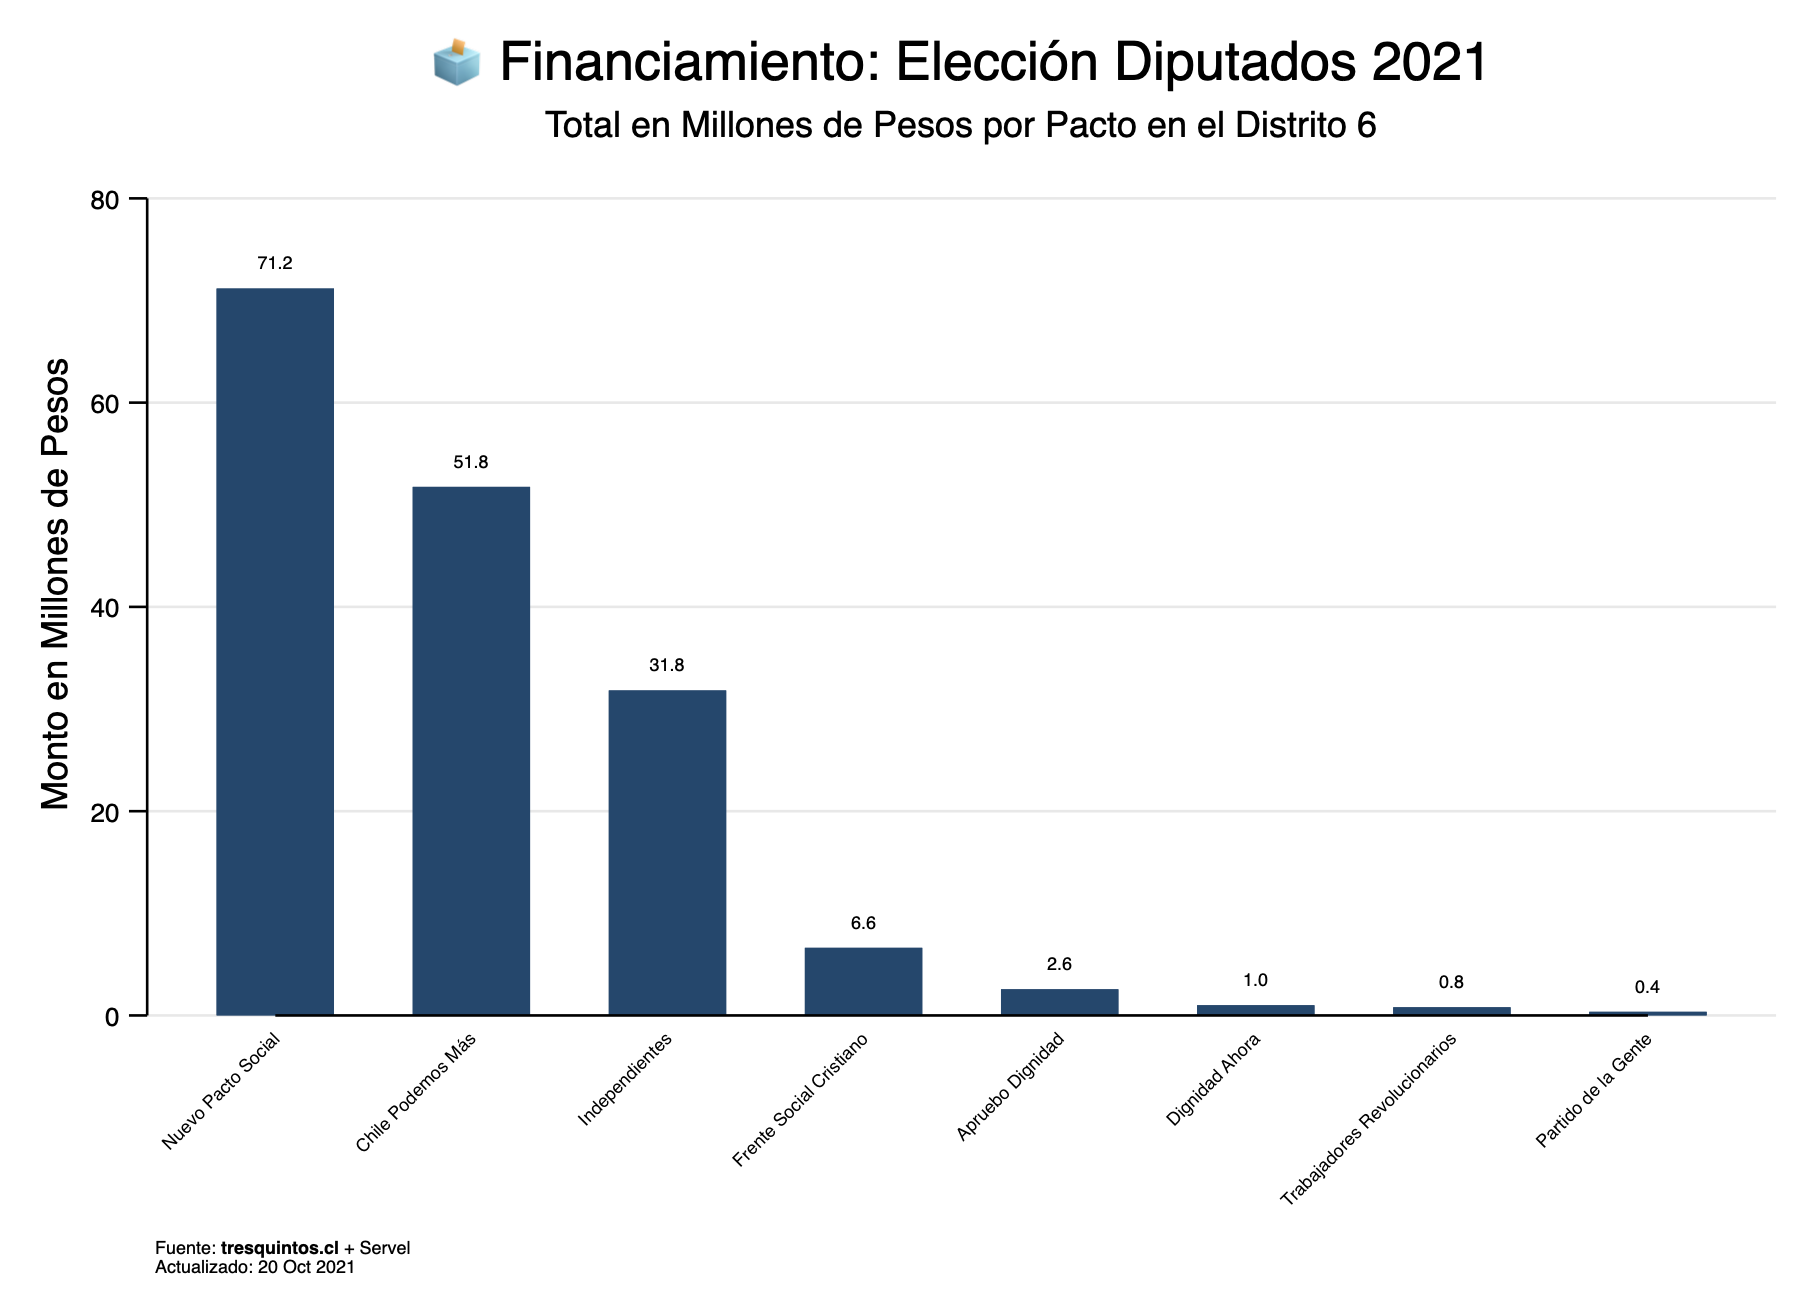 Financiamiento: Elección Diputados 2021
Total en Millones de Pesos por Pacto en el Distrito 6
Monto en Millones de Pesos
80
60
40
20
0
71.2
51.8
31.8
6.6
2.6
1.0
0.8
0.4
Nuevo Pacto Social
Chile Podemos Más
Independientes
Frente Social Cristiano
Apruebo Dignidad
Dignidad Ahora
Trabajadores Revolucionarios
Partido de la Gente
Fuente: tresquintos.cl + Servel
Actualizado: 20 Oct 2021